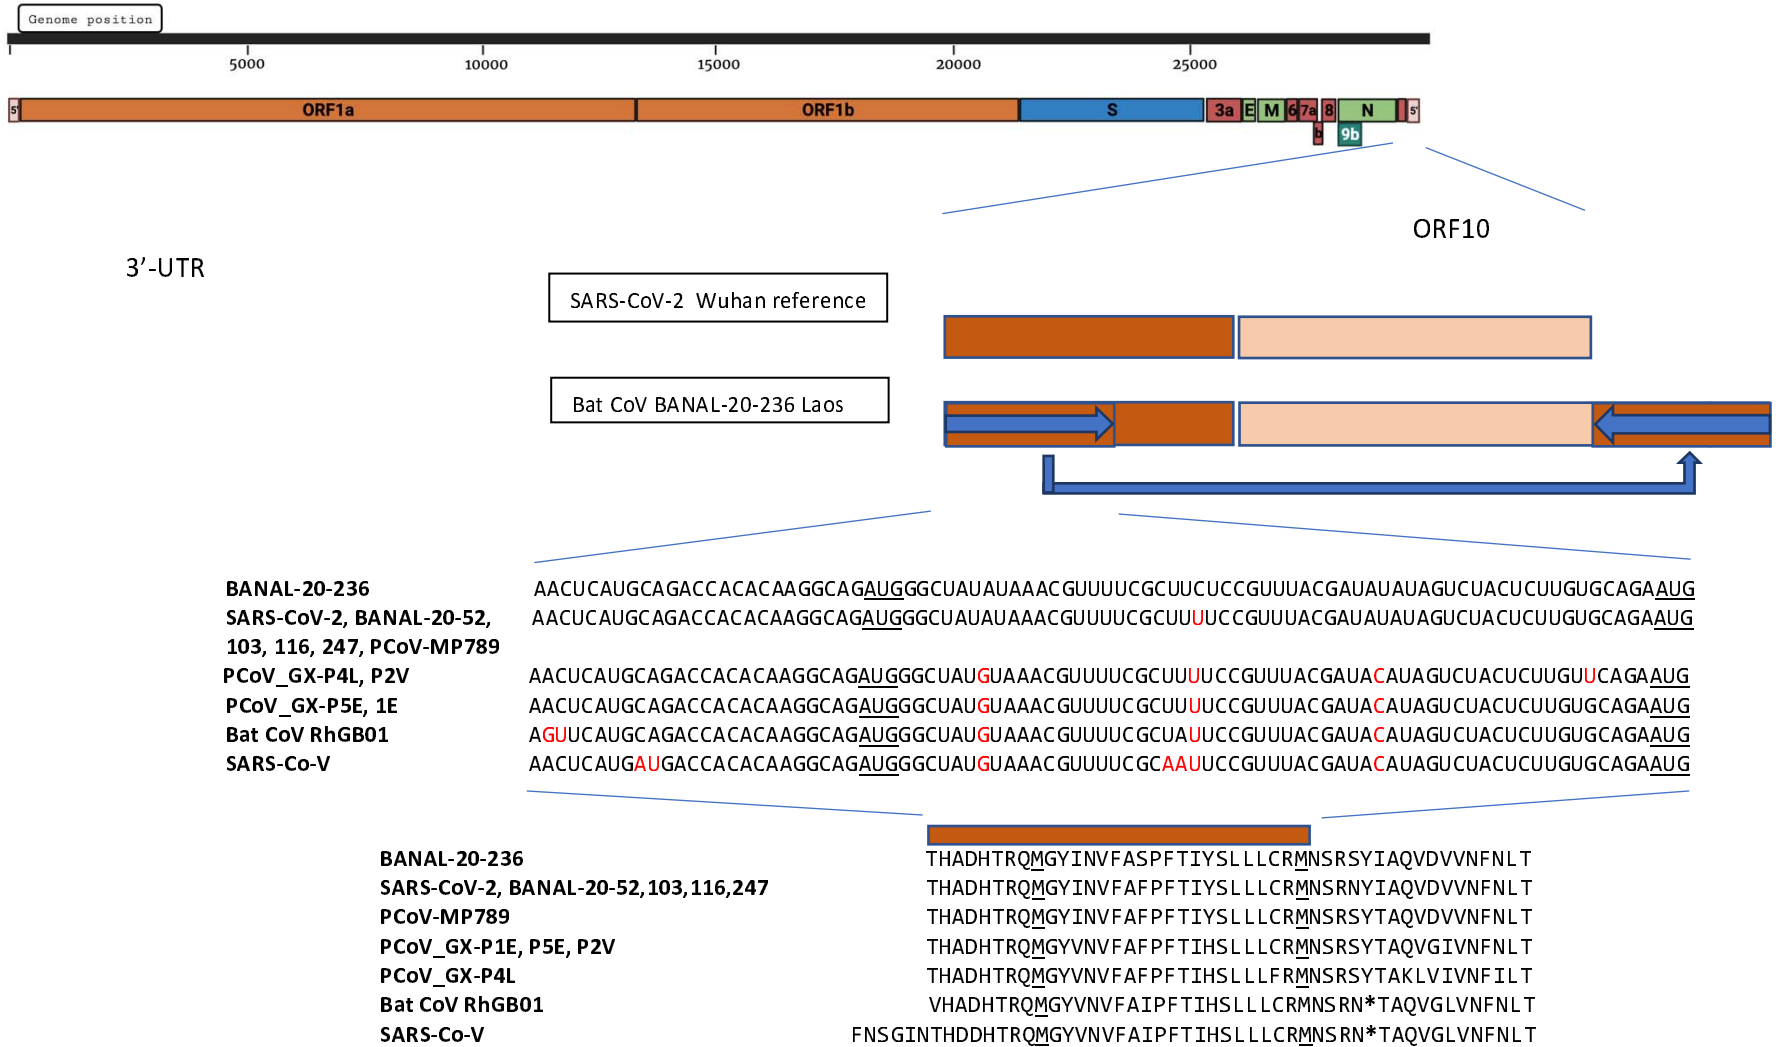 Genome position
5000 10000 15000 20000 25000
5' ORF1a ORF1b S 3a E M 6 7a 8 N 5'
b 9b
ORF10
3’-UTR
SARS-CoV-2 Wuhan reference
Bat CoV BANAL-20-236 Laos
BANAL-20-236 AACUCAUGCAGACCACACAAGGCAGAUGGGCUAUAUAAACGUUUUCGCUUCUCCGUUUACGAUAUAUAGUCUACUCUUGUGCAGAAUG
SARS-CoV-2, BANAL-20-52, AACUCAUGCAGACCACACAAGGCAGAUGGGCUAUAUAAACGUUUUCGCUUUUCCGUUUACGAUAUAUAGUCUACUCUUGUGCAGAAUG
103, 116, 247, PCoV-MP789
PCoV_GX-P4L, P2V AACUCAUGCAGACCACACAAGGCAGAUGGGCUAUGUAAACGUUUUCGCUUUUCCGUUUACGAUACAUAGUCUACUCUUGUUCAGAAUG
PCoV_GX-P5E, 1E AACUCAUGCAGACCACACAAGGCAGAUGGGCUAUGUAAACGUUUUCGCUUUUCCGUUUACGAUACAUAGUCUACUCUUGUGCAGAAUG
Bat CoV RhGB01 AGUUCAUGCAGACCACACAAGGCAGAUGGGCUAUGUAAACGUUUUCGCUAUUCCGUUUACGAUACAUAGUCUACUCUUGUGCAGAAUG
SARS-Co-V AACUCAUGAUGACCACACAAGGCAGAUGGGCUAUGUAAACGUUUUCGCAAUUCCGUUUACGAUACAUAGUCUACUCUUGUGCAGAAUG
BANAL-20-236 THADHTRQMGYINVFASPFTIYSLLLCRMNSRSYIAQVDVVNFNLT
SARS-CoV-2, BANAL-20-52,103,116,247 THADHTRQMGYINVFAFPFTIYSLLLCRMNSRNYIAQVDVVNFNLT
PCoV-MP789 THADHTRQMGYINVFAFPFTIYSLLLCRMNSRSYTAQVDVVNFNLT
PCoV_GX-P1E, P5E, P2V THADHTRQMGYVNVFAFPFTIHSLLLCRMNSRSYTAQVGIVNFNLT
PCoV_GX-P4L THADHTRQMGYVNVFAFPFTIHSLLLFRMNSRSYTAKLVIVNFILT
Bat CoV RhGB01 VHADHTRQMGYVNVFAIPFTIHSLLLCRMNSRN*TAQVGLVNFNLT
SARS-Co-V FNSGINTHDDHTRQMGYVNVFAIPFTIHSLLLCRMNSRN*TAQVGLVNFNLT